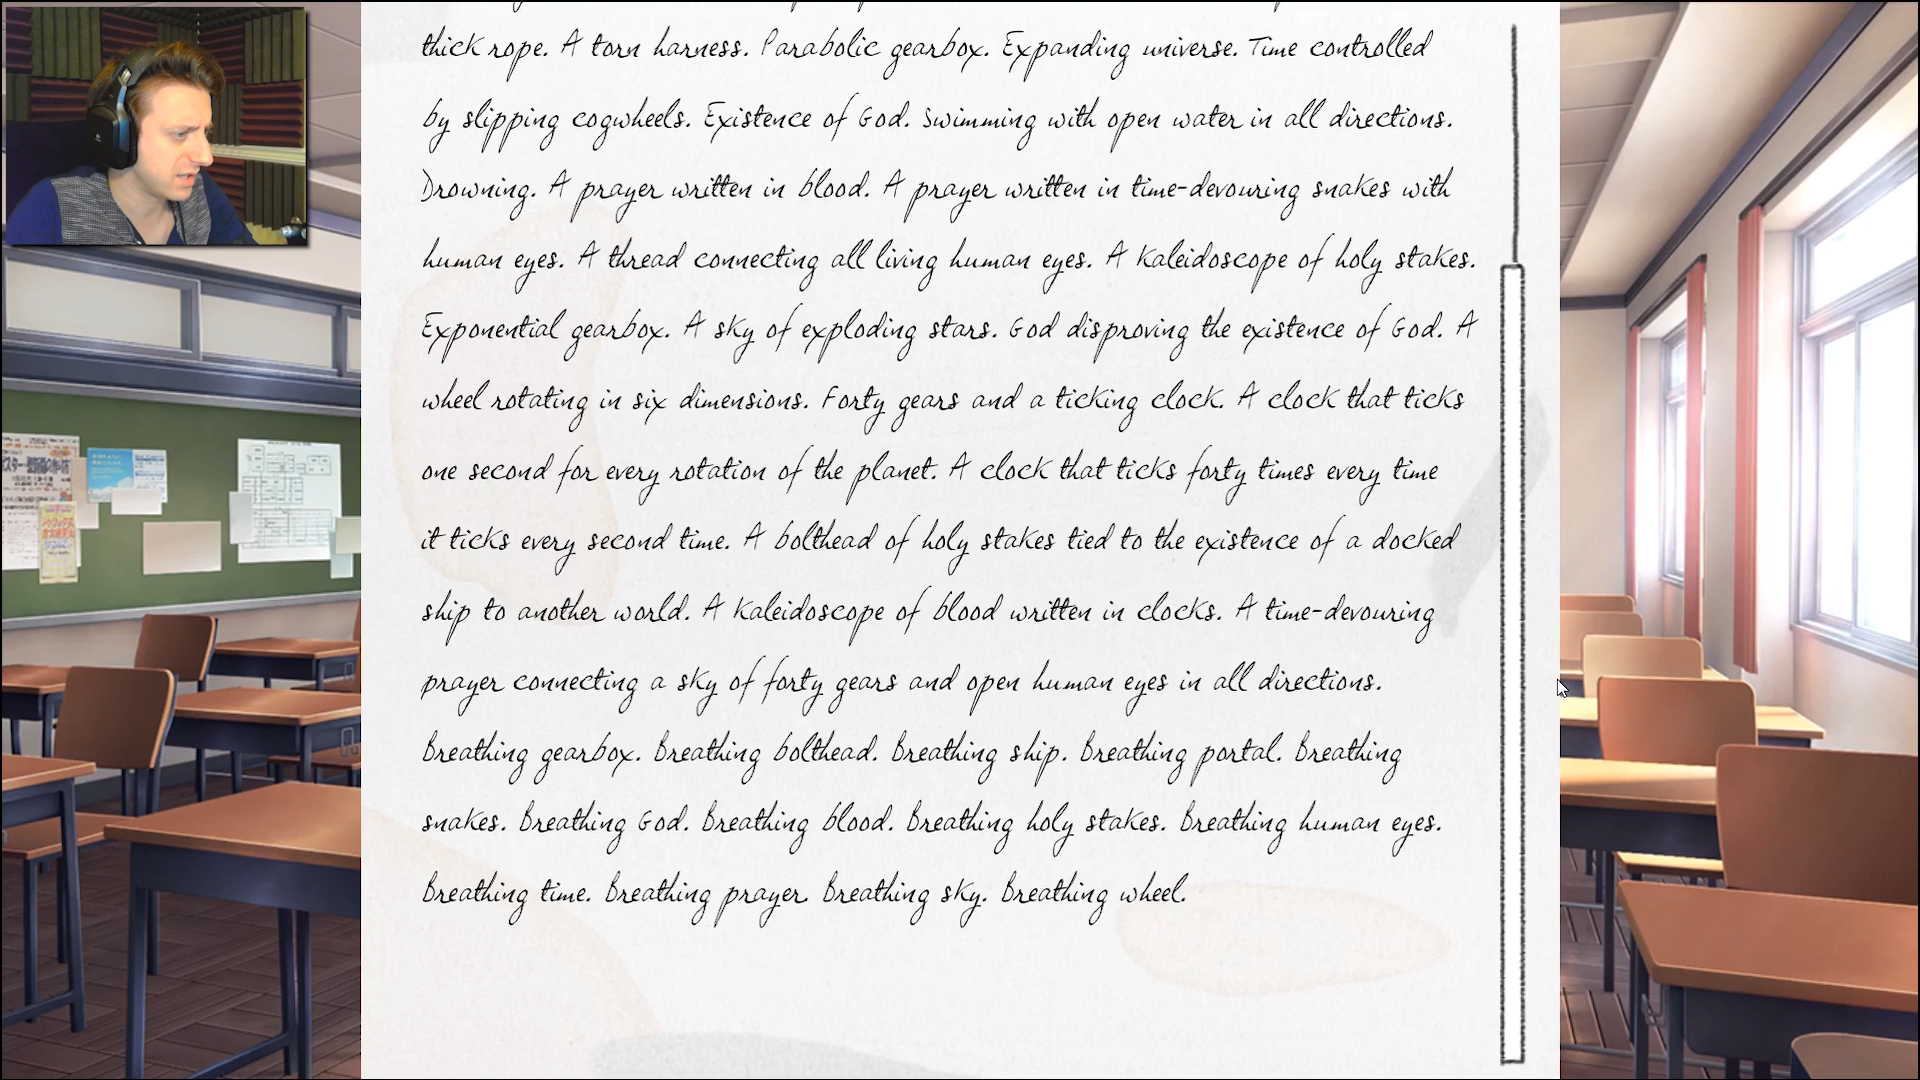 thick rope. A torn harness. Parabolic gearbox. Expanding universe. Time controlled
by slipping cogwheels. Existence of God. Swimming with open water in all directions.
Drowning. A prayer written in blood. A prayer written in time-devouring snakes with
human eyes. A thread connecting all living human eyes. A kaleidoscope of holy stakes.
Exponential gearbox. A sky of exploding stars. God disproving the existence of God. A
wheel rotating in six dimensions. Forty gears and a ticking clock. A clock that ticks
one second for every rotation of the planet. A clock that ticks forty times every time
it ticks every second time. A bolthead of holy stakes tied to the existence of a docked
ship to another world. A kaleidoscope of blood written in clocks. A time-devouring
prayer connecting a sky of forty gears and open human eyes in all directions.
Breathing gearbox. Breathing bolthead. Breathing ship. Breathing portal. Breathing
snakes. Breathing God. Breathing blood. Breathing holy stakes. Breathing human eyes.
Breathing time. Breathing prayer. Breathing sky. Breathing wheel.